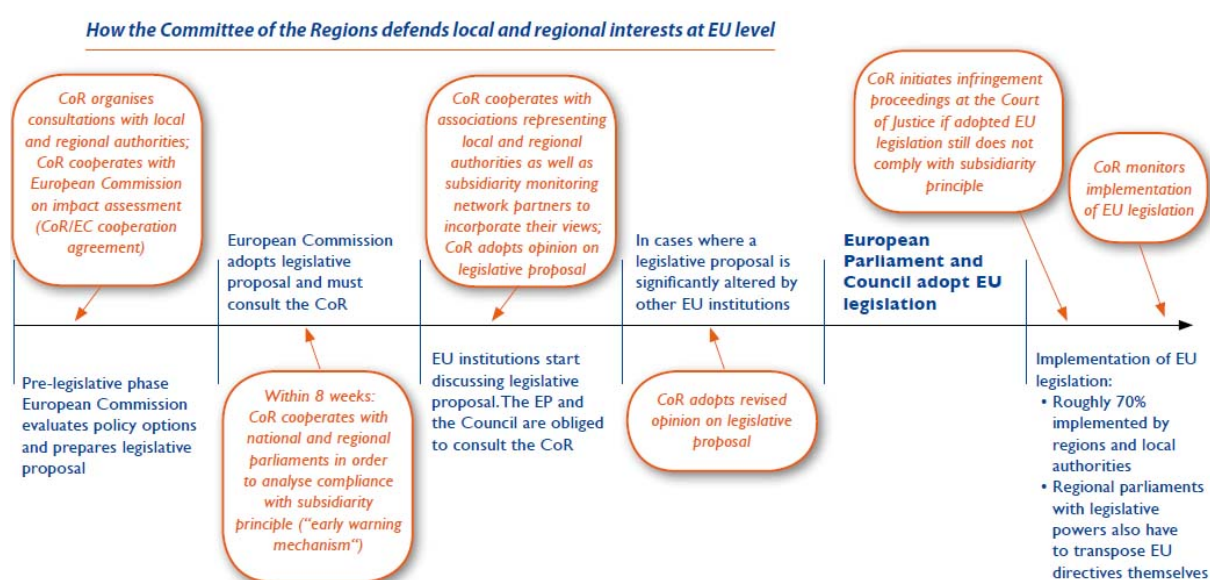 How the Committee of the Regions defends local and regional interests at EU level
CoR organises
consultations with local
and regional authorities;
CoR cooperates with
European Commission
on impact assessment
(CoR/EC cooperation
agreement)
Pre-legislative phase
European Commission
evaluates policy options
and prepares legislative
proposal
European Commission
adopts legislative
proposal and must
consult the CoR
Within 8 weeks:
CoR cooperates with
national and regional
parliaments in order
to analyse compliance
with subsidiarity
principle ("early warning
mechanism")
CoR cooperates with
associations representing
local and regional
authorities as well as
subsidiarity monitoring
network partners to
incorporate their views;
CoR adopts opinion on
legislative proposal
EU institutions start
discussing legislative
proposal.The EP and
the Council are obliged
to consult the CoR
In cases where a
legislative proposal is
significantly altered by
other EU institutions
CoR adopts revised
opinion on legislative
proposal
European
Parliament and
Council adopt EU
legislation
CoR initiates infringement
proceedings at the Court
of Justice if adopted EU
legislation still does not
comply with subsidiarity
principle
CoR monitors
implementation
of EU legislation
Implementation of EU
legislation:
• Roughly 70%
implemented by
regions and local
authorities
• Regional parliaments
with legislative
powers also have
to transpose EU
directives themselves